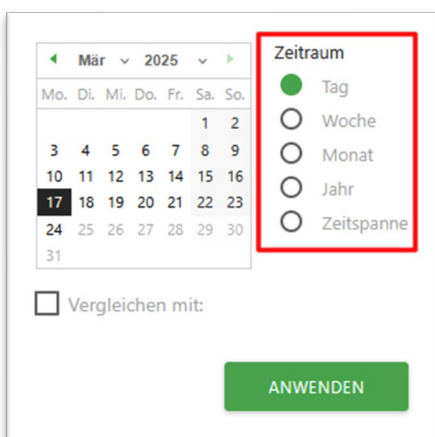 Mär 2025
Mo. Di. Mi. Do. Fr. Sa. So.
1 2
3 4 5 6 7 8 9
10 11 12 13 14 15 16
17 18 19 20 21 22 23
24 25 26 27 28 29 30
31
Zeitraum
Tag
Woche
Monat
Jahr
Zeitspanne
Vergleichen mit:
ANWENDEN